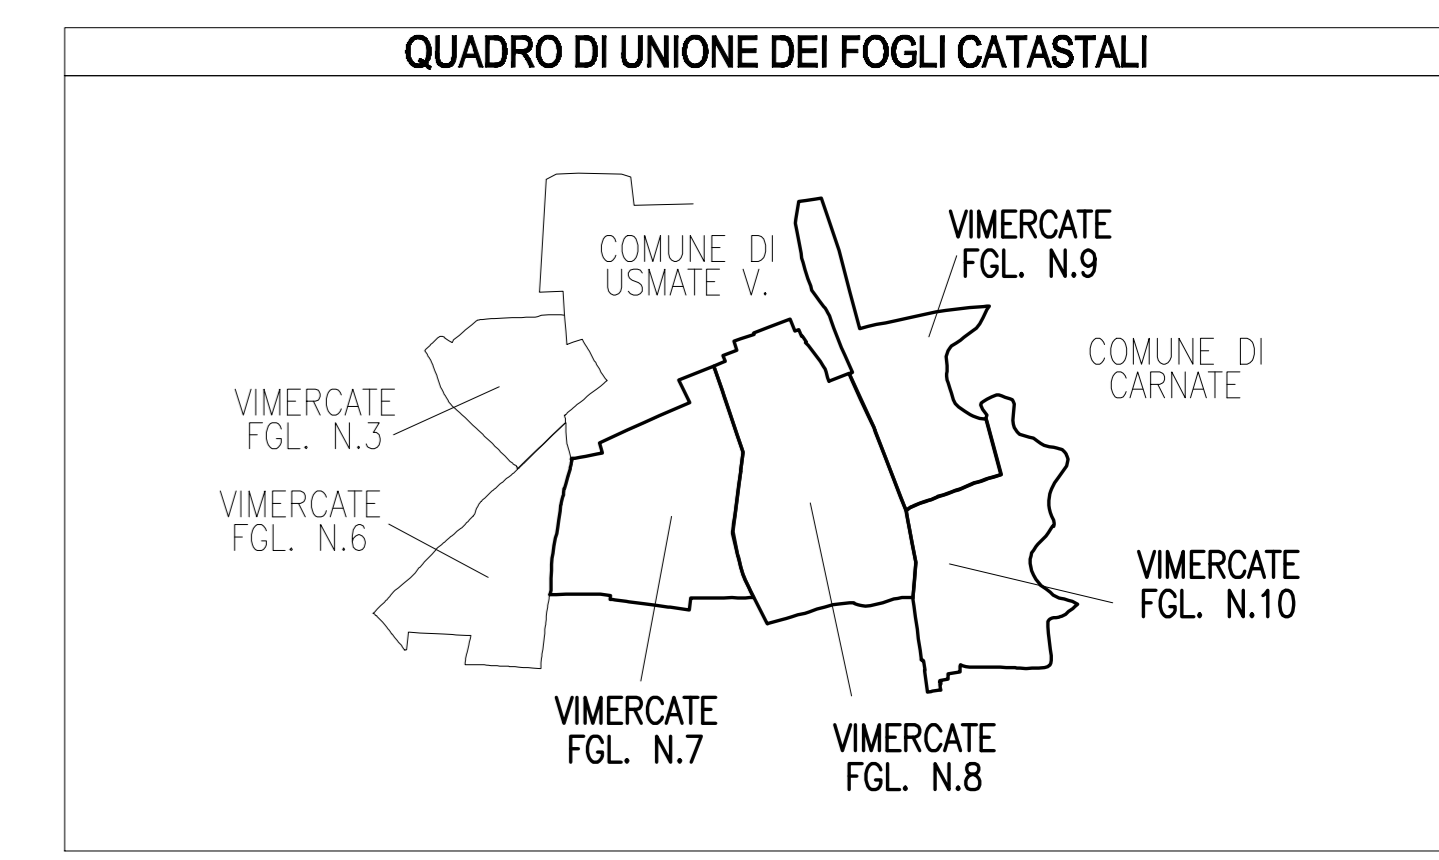 QUADRO DI UNIONE DEI FOGLI CATASTALI
VIMERCATE
FGL. N.9
COMUNE DI
USMATE V.
COMUNE DI
CARNATE
VIMERCATE
FGL. N.3
VIMERCATE
FGL. N.6
VIMERCATE
FGL. N.10
VIMERCATE
FGL. N.7
VIMERCATE
FGL. N.8